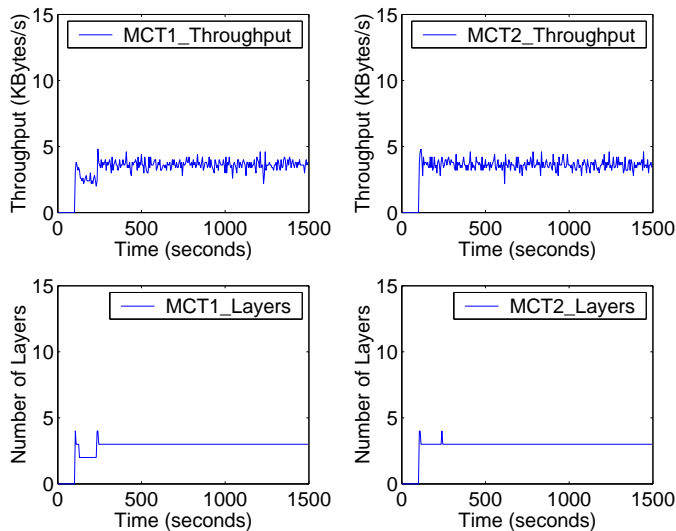 15
10
5
0
Throughput (KBytes/s)
MCT1_Throughput
0 500 1000 1500
Time (seconds)
15
10
5
0
Throughput (KBytes/s)
MCT2_Throughput
0 500 1000 1500
Time (seconds)
15
10
5
0
Number of Layers
MCT1_Layers
0 500 1000 1500
Time (seconds)
15
10
5
0
Number of Layers
MCT2_Layers
0 500 1000 1500
Time (seconds)